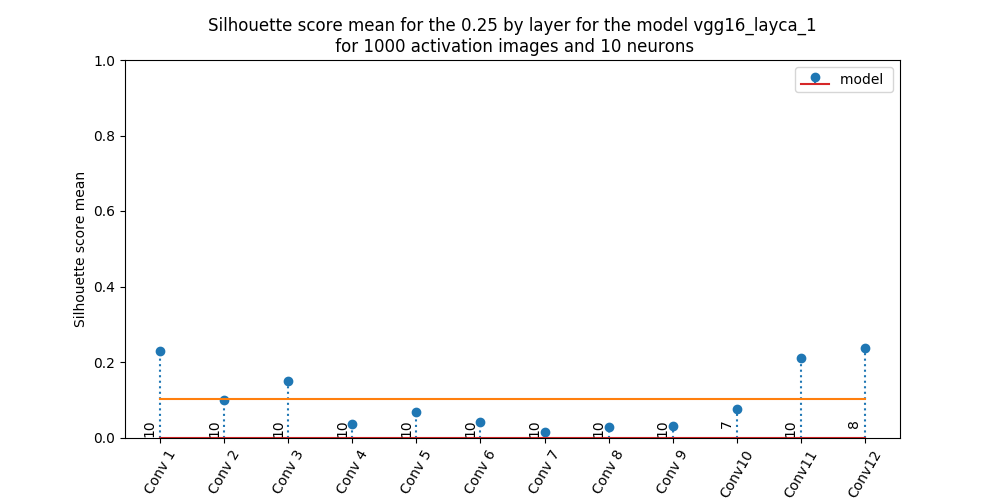 Silhouette score mean for the 0.25 by layer for the model vgg16_layca_1
for 1000 activation images and 10 neurons
model
Silhouette score mean
1.0
0.8
0.6
0.4
0.2
0.0
10
10
10
10
10
10
10
10
10
7
10
8
Conv 1
Conv 2
Conv 3
Conv 4
Conv 5
Conv 6
Conv 7
Conv 8
Conv 9
Conv10
Conv11
Conv12